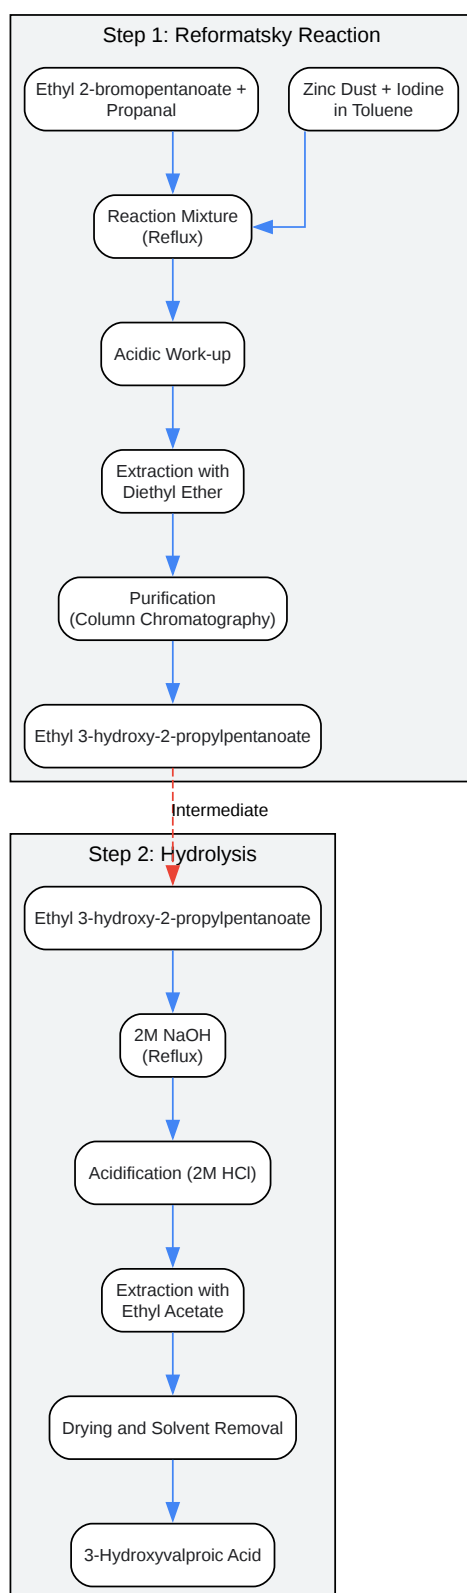 Step 1: Reformatsky Reaction
Ethyl 2-bromopentanoate +
Propanal
Zinc Dust + Iodine
in Toluene
Reaction Mixture
(Reflux)
Acidic Work-up
Extraction with
Diethyl Ether
Purification
(Column Chromatography)
Ethyl 3-hydroxy-2-propylpentanoate
Intermediate
Step 2: Hydrolysis
Ethyl 3-hydroxy-2-propylpentanoate
2M NaOH
(Reflux)
Acidification (2M HCl)
Extraction with
Ethyl Acetate
Drying and Solvent Removal
3-Hydroxyvalproic Acid